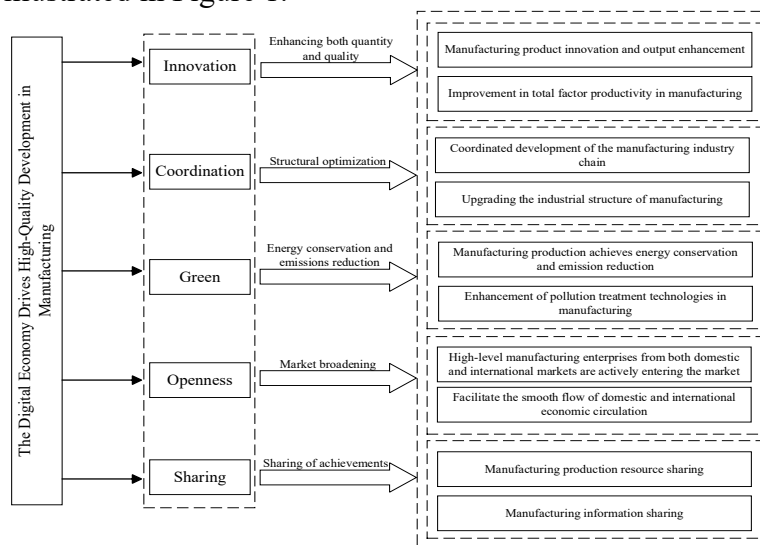 illustrated in Figure 1.
The Digital Economy Drives High-Quality Development in
Manufacturing
Innovation
Enhancing both quantity
and quality
Manufacturing product innovation and output enhancement
Improvement in total factor productivity in manufacturing
Coordination
Structural optimization
Coordinated development of the manufacturing industry
chain
Upgrading the industrial structure of manufacturing
Green
Energy conservation and
emissions reduction
Manufacturing production achieves energy conservation
and emission reduction
Enhancement of pollution treatment technologies in
manufacturing
Openness
Market broadening
High-level manufacturing enterprises from both domestic
and international markets are actively entering the market
Facilitate the smooth flow of domestic and international
economic circulation
Sharing
Sharing of achievements
Manufacturing production resource sharing
Manufacturing information sharing